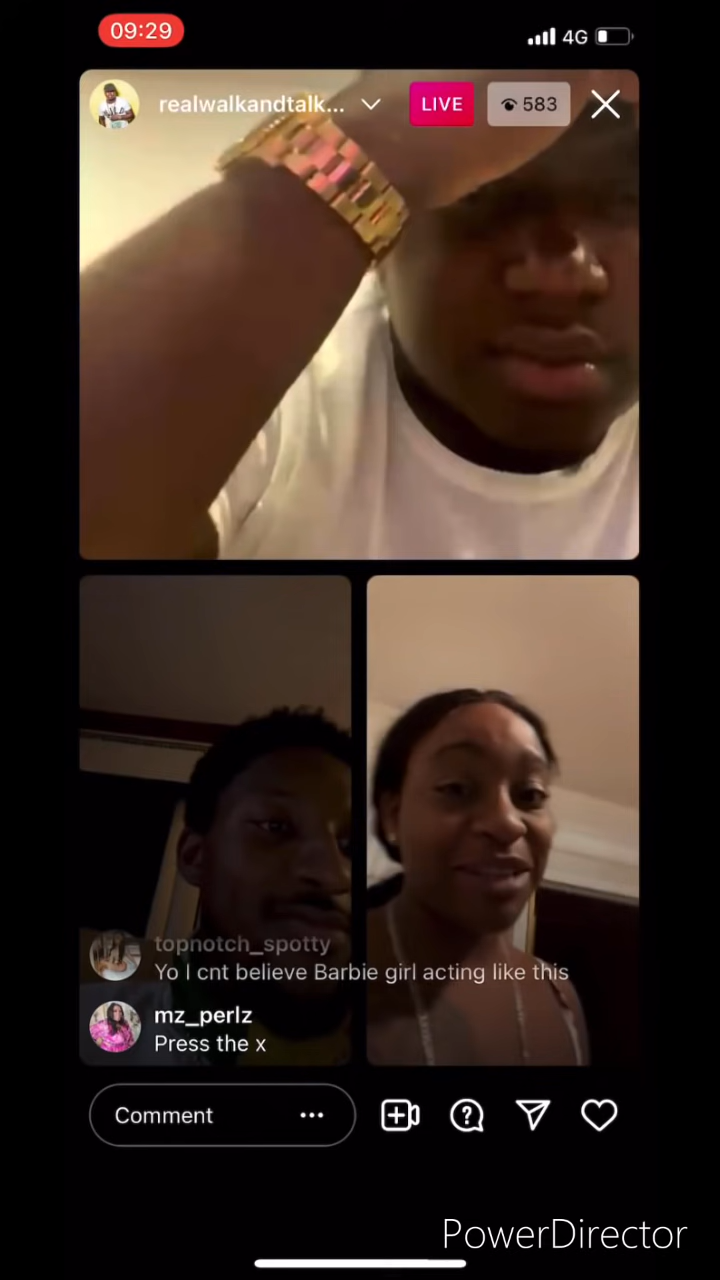 09:29
4G
realwalkandtalk...
LIVE
583
topnotch_spotty
Yo I cnt believe Barbie girl acting like this
mz_perlz
Press the x
Comment
PowerDirector